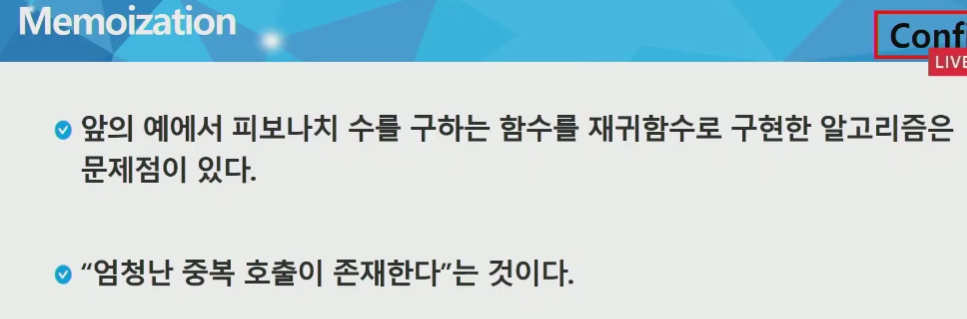 Memoization
앞의 예에서 피보나치 수를 구하는 함수를 재귀함수로 구현한 알고리즘은
문제점이 있다.
“엄청난 중복 호출이 존재한다”는 것이다.